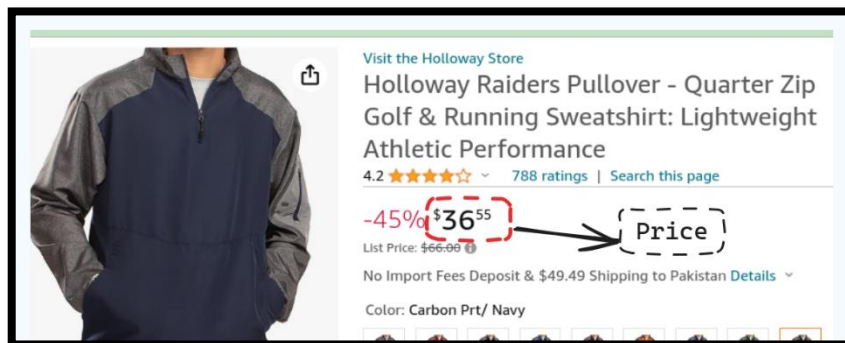 Visit the Holloway Store
Holloway Raiders Pullover - Quarter Zip
Golf & Running Sweatshirt: Lightweight
Athletic Performance
4.2 788 ratings | Search this page
-45% $3655
Price
List Price: $66.00
No Import Fees Deposit & $49.49 Shipping to Pakistan Details
Color: Carbon Prt/ Navy